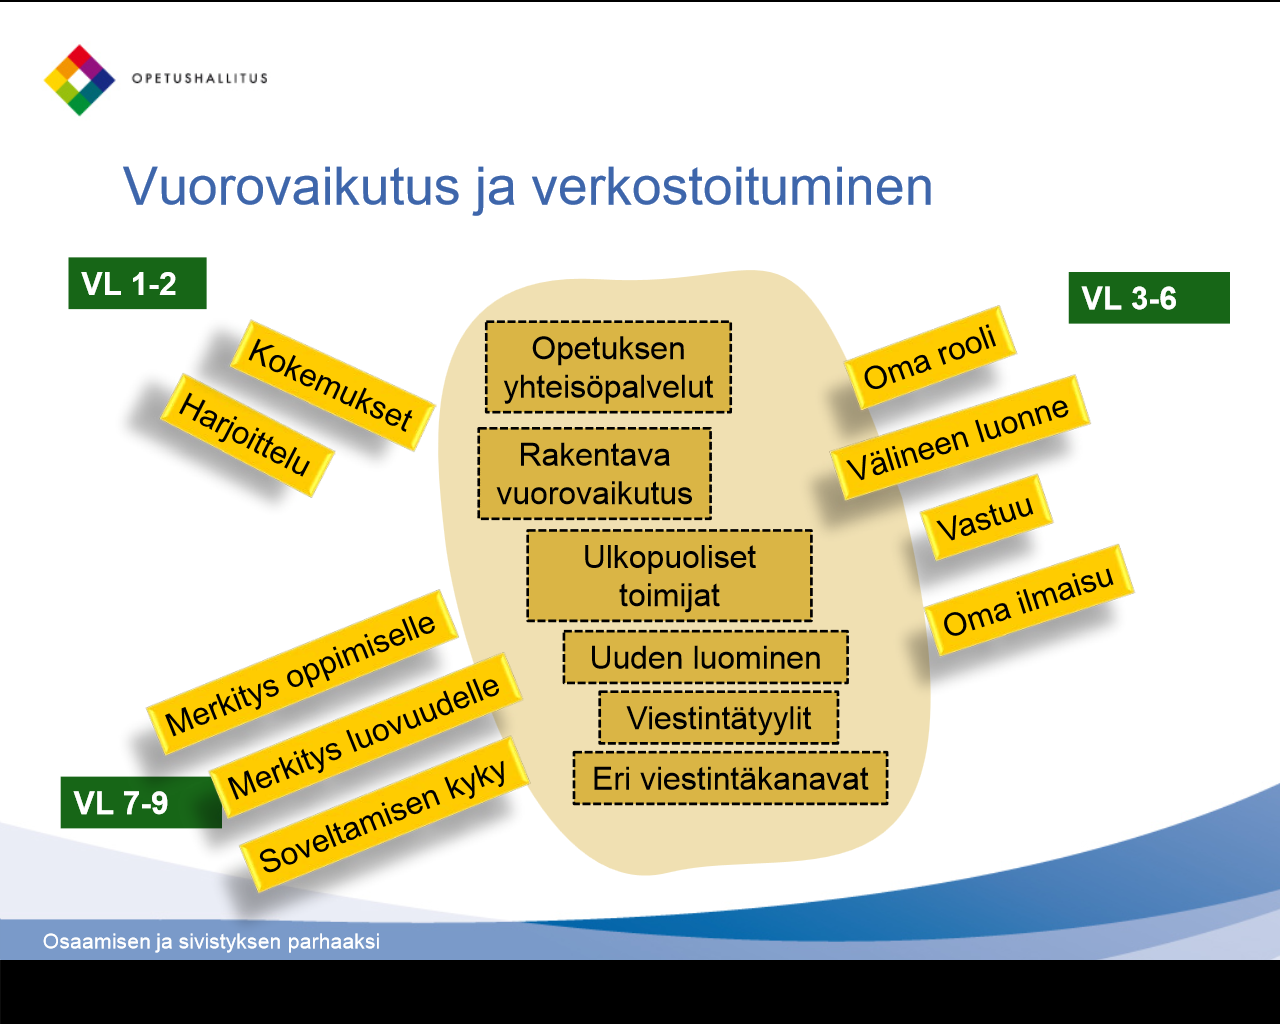 OPETUSHALLITUS
Vuorovaikutus ja verkostoituminen
VL 1-2
Kokemukset
Harjoittelu
Opetuksen
yhteisöpalvelut
Rakentava
vuorovaikutus
Ulkopuoliset
toimijat
Uuden luominen
Viestintätyylit
Eri viestintäkanavat
VL 3-6
Oma rooli
Välineen luonne
Vastuu
Oma ilmaisu
Merkitys oppimiselle
Merkitys luovuudelle
Soveltamisen kyky
VL 7-9
Osaamisen ja sivistyksen parhaaksi